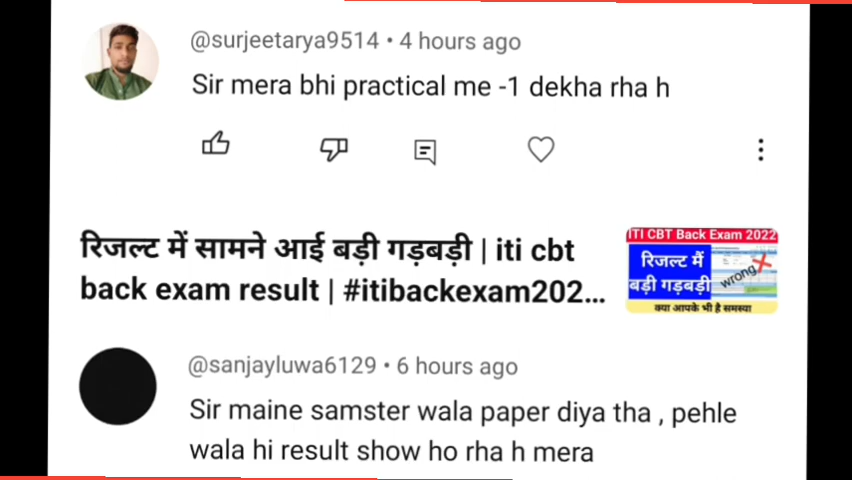 @surjeetarya9514 • 4 hours ago
Sir mera bhi practical me -1 dekha rha h
रिजल्ट में सामने आई बड़ी गड़बड़ी | iti cbt
back exam result | #itibackexam202...
ITI CBT Back Exam 2022
रिजल्ट मैं
बड़ी गड़बड़ी
wrong
क्या आपके भी है समस्या
@sanjayluwa6129 • 6 hours ago
Sir maine samster wala paper diya tha , pehle
wala hi result show ho rha h mera